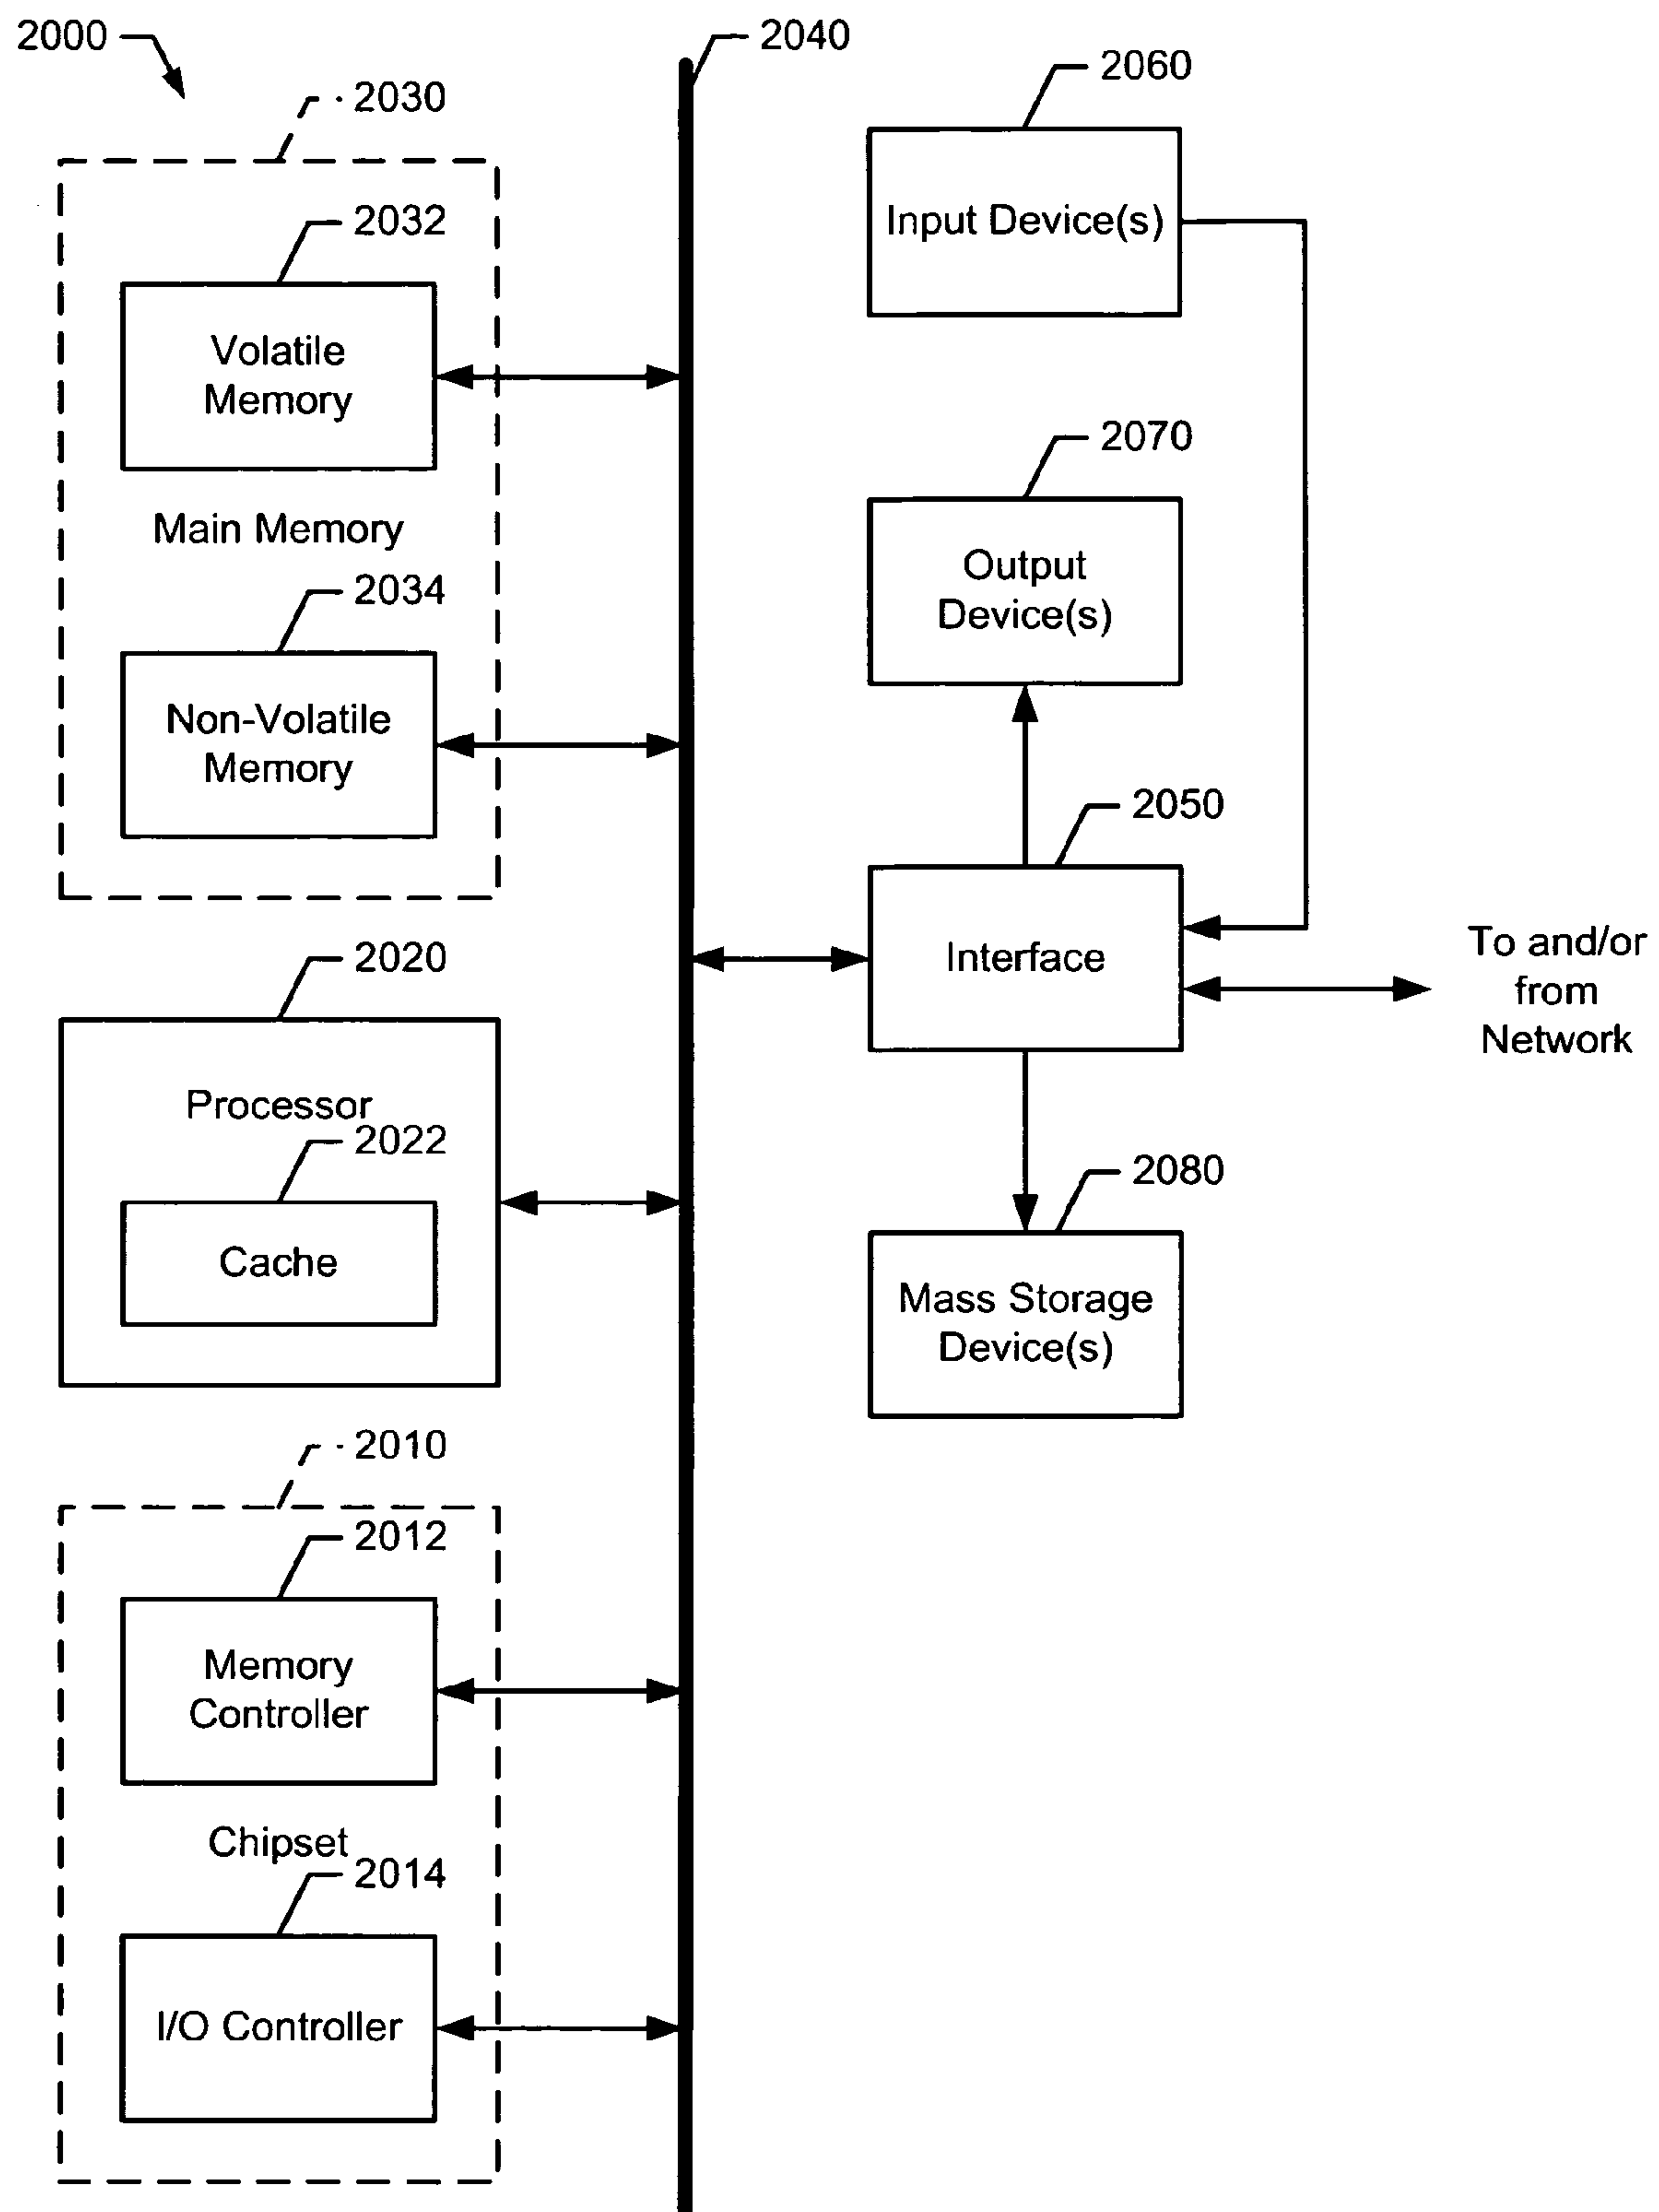 2000
2040
2060
2030
Input Device(s)
2032
Volatile
Memory
2070
Main Memory
Output
Device(s)
2034
Non-Volatile
Memory
2050
2020
Interface
To and/or
from
Network
Processor
2022
Cache
2080
Mass Storage
Device(s)
2010
2012
Memory
Controller
Chipset
2014
I/O Controller